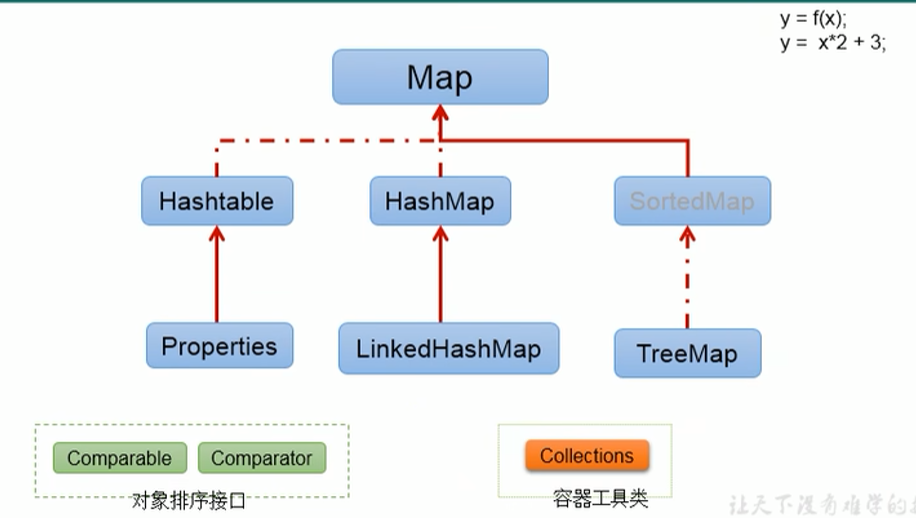 y = f(x);
y = x*2 + 3;
Map
Hashtable
HashMap
SortedMap
Properties
LinkedHashMap
TreeMap
Comparable
Comparator
Collections
对象排序接口
容器工具类
让天下没有难学的